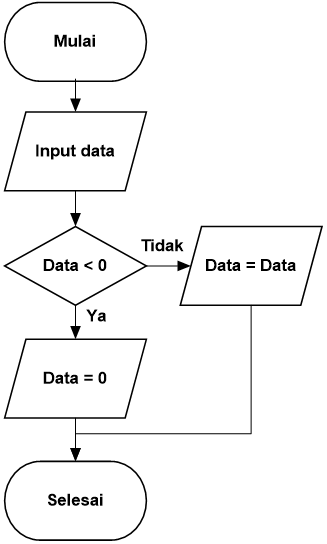 Mulai
Input data
Tidak
Data < 0
Data = Data
Ya
Data = 0
Selesai